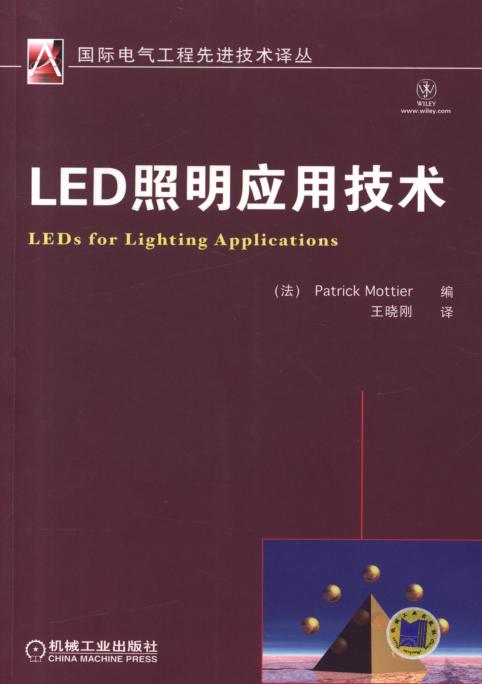 国际电气工程先进技术译丛
WILEY
www.wiley.com
LED照明应用技术
LEDs for Lighting Applications
（法） Patrick Mottier 编
王晓刚 译
机械工业出版社
CHINA MACHINE PRESS